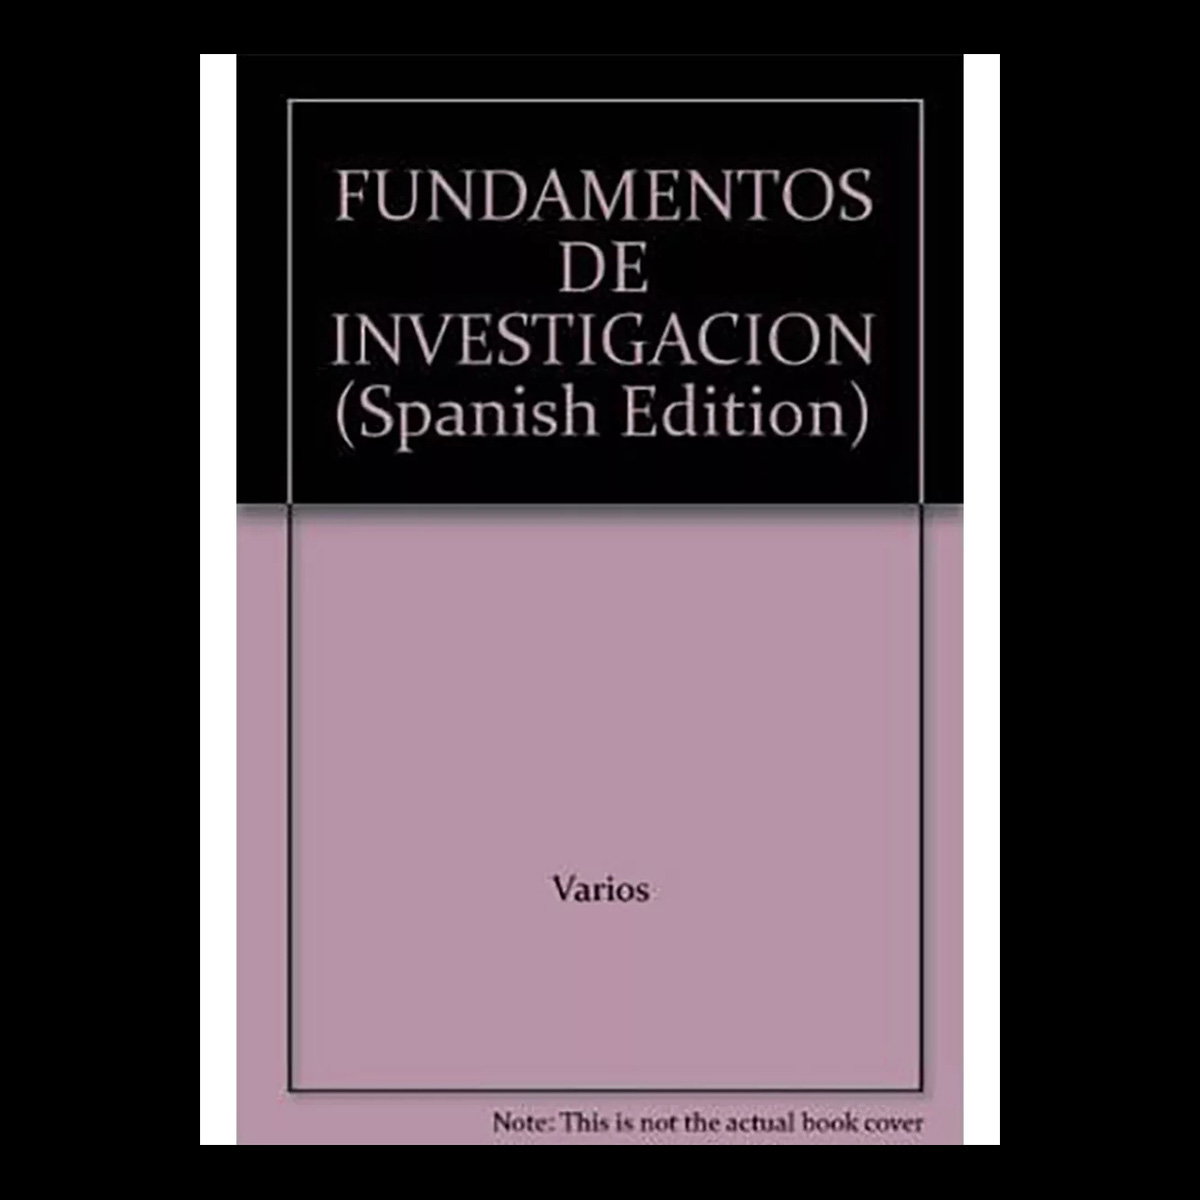 FUNDAMENTOS
DE
INVESTIGACION
(Spanish Edition)
Varios
Note: This is not the actual book cover